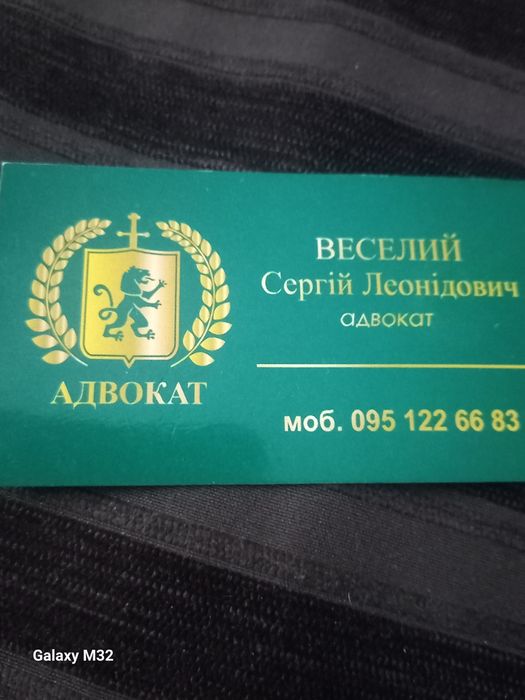 ВЕСЕЛИЙ
Сергій Леонідович
адвокат
АДВОКАТ
моб. 095 122 66 83
Galaxy M32